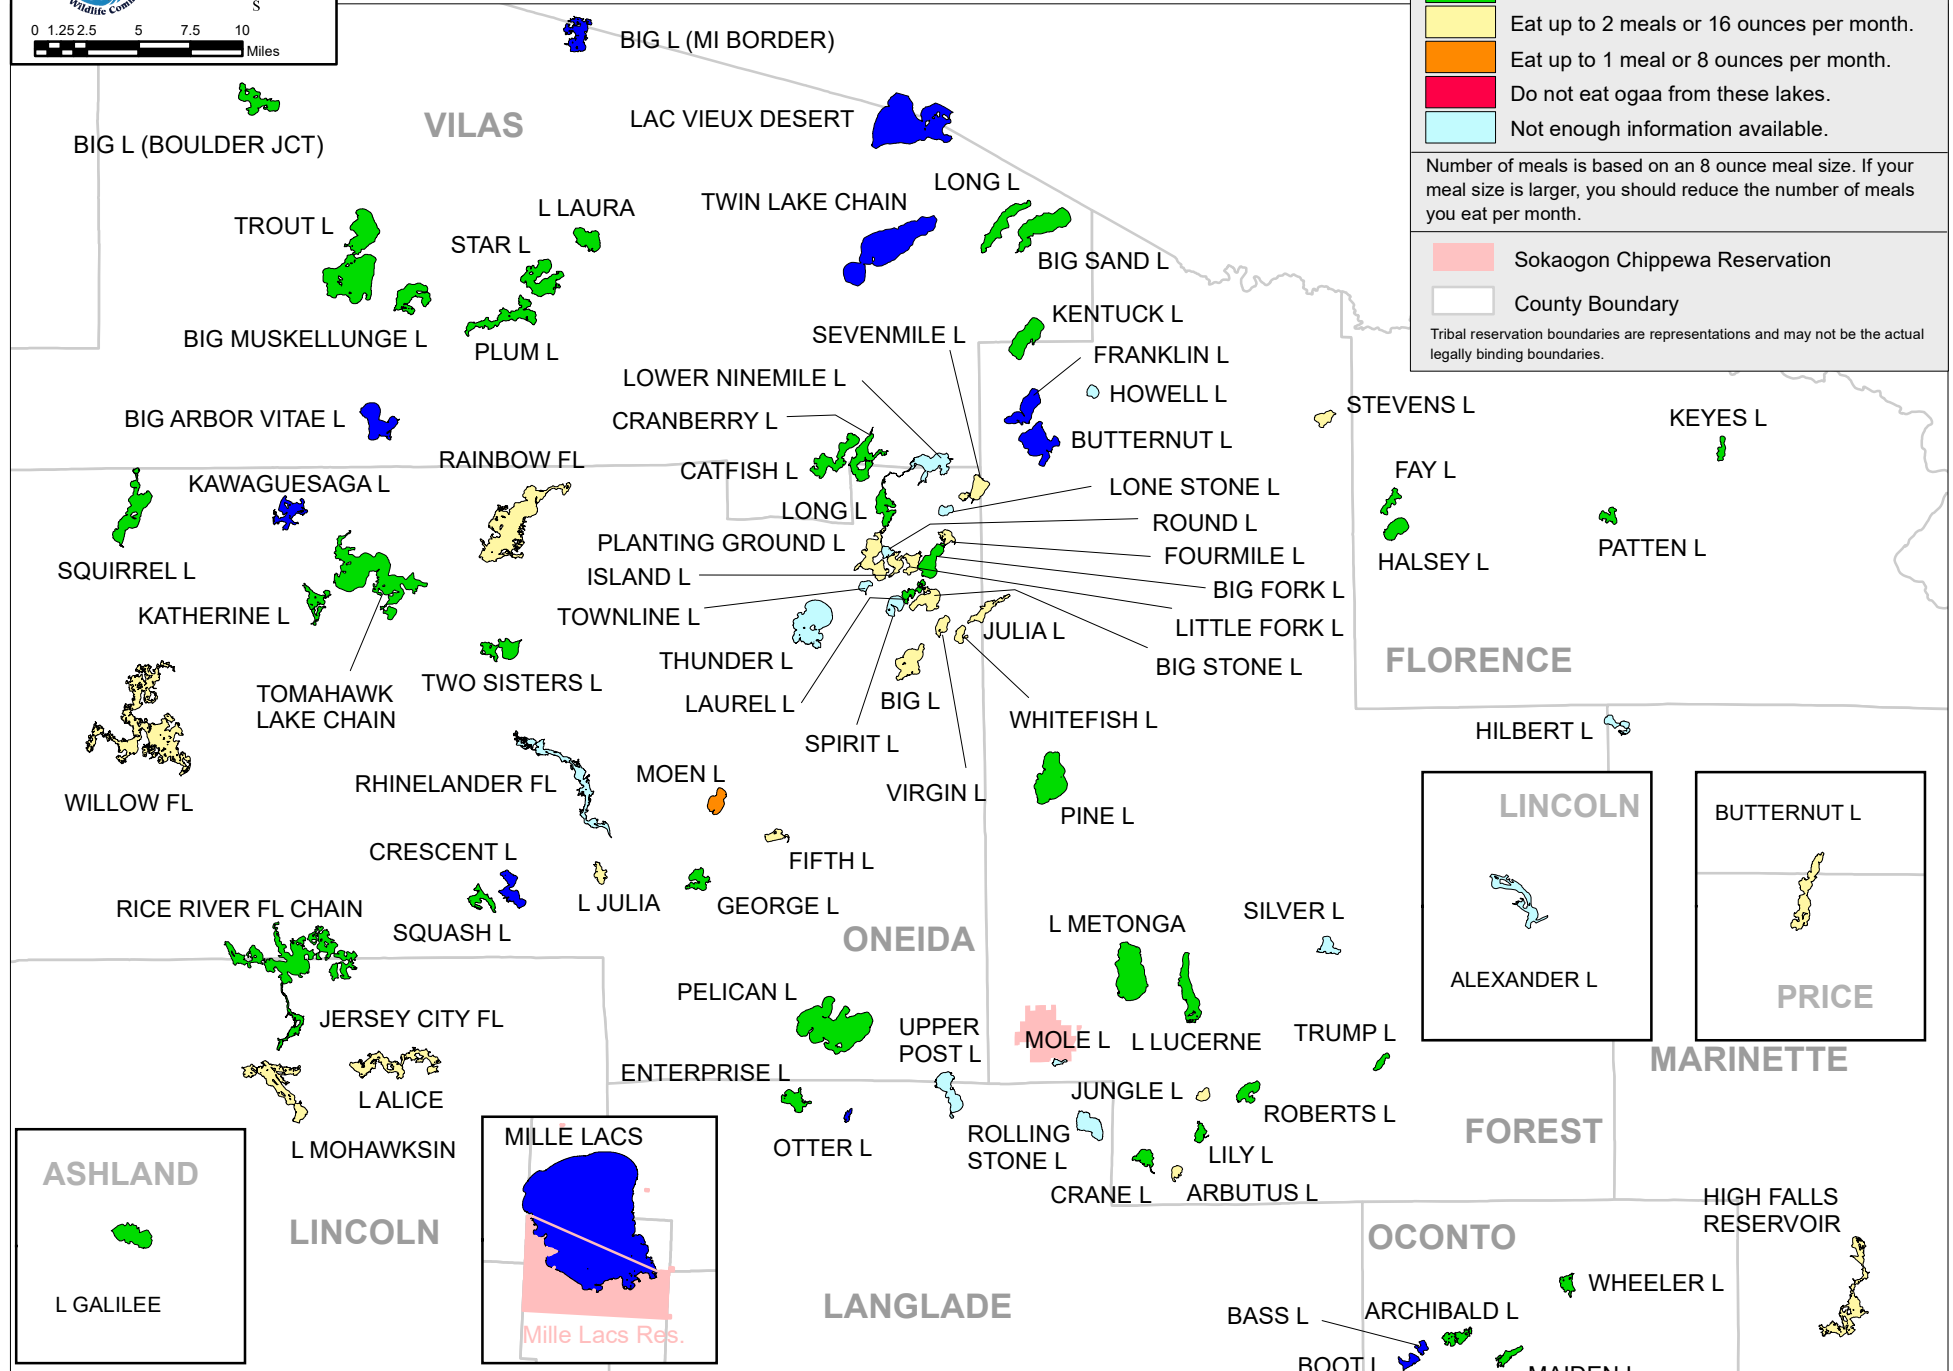 Wildlife Com
S
0 1.25 2.5 5 7.5 10
Miles
Eat up to 2 meals or 16 ounces per month.
Eat up to 1 meal or 8 ounces per month.
Do not eat ogaa from these lakes.
Not enough information available.
Number of meals is based on an 8 ounce meal size. If your
meal size is larger, you should reduce the number of meals
you eat per month.
Sokaogon Chippewa Reservation
County Boundary
Tribal reservation boundaries are representations and may not be the actual
legally binding boundaries.
BIG L (MI BORDER)
VILAS
LAC VIEUX DESERT
BIG L (BOULDER JCT)
LONG L
TWIN LAKE CHAIN
L LAURA
TROUT L
STAR L
BIG SAND L
KENTUCK L
SEVENMILE L
BIG MUSKELLUNGE L
PLUM L
FRANKLIN L
LOWER NINEMILE L
HOWELL L
STEVENS L
KEYES L
BIG ARBOR VITAE L
CRANBERRY L
BUTTERNUT L
RAINBOW FL
CATFISH L
FAY L
KAWAGUESAGA L
LONE STONE L
LONG L
ROUND L
PLANTING GROUND L
PATTEN L
FOURMILE L
HALSEY L
SQUIRREL L
ISLAND L
BIG FORK L
KATHERINE L
TOWNLINE L
LITTLE FORK L
JULIA L
THUNDER L
BIG STONE L
FLORENCE
TWO SISTERS L
TOMAHAWK
LAKE CHAIN
LAUREL L
BIG L
WHITEFISH L
HILBERT L
SPIRIT L
MOEN L
RHINELANDER FL
VIRGIN L
WILLOW FL
PINE L
LINCOLN
BUTTERNUT L
CRESCENT L
FIFTH L
L JULIA
GEORGE L
RICE RIVER FL CHAIN
SQUASH L
ONEIDA
L METONGA
SILVER L
ALEXANDER L
PRICE
PELICAN L
JERSEY CITY FL
UPPER
POST L
MOLE L
L LUCERNE
TRUMP L
MARINETTE
ENTERPRISE L
JUNGLE L
L ALICE
ROBERTS L
L MOHAWKSIN
OTTER L
ROLLING
STONE L
LILY L
FOREST
CRANE L
ARBUTUS L
MILLE LACS
ASHLAND
HIGH FALLS
RESERVOIR
LINCOLN
OCONTO
WHEELER L
L GALILEE
LANGLADE
BASS L
ARCHIBALD L
Mille Lacs Res.
BOOT L
MAIDEN L